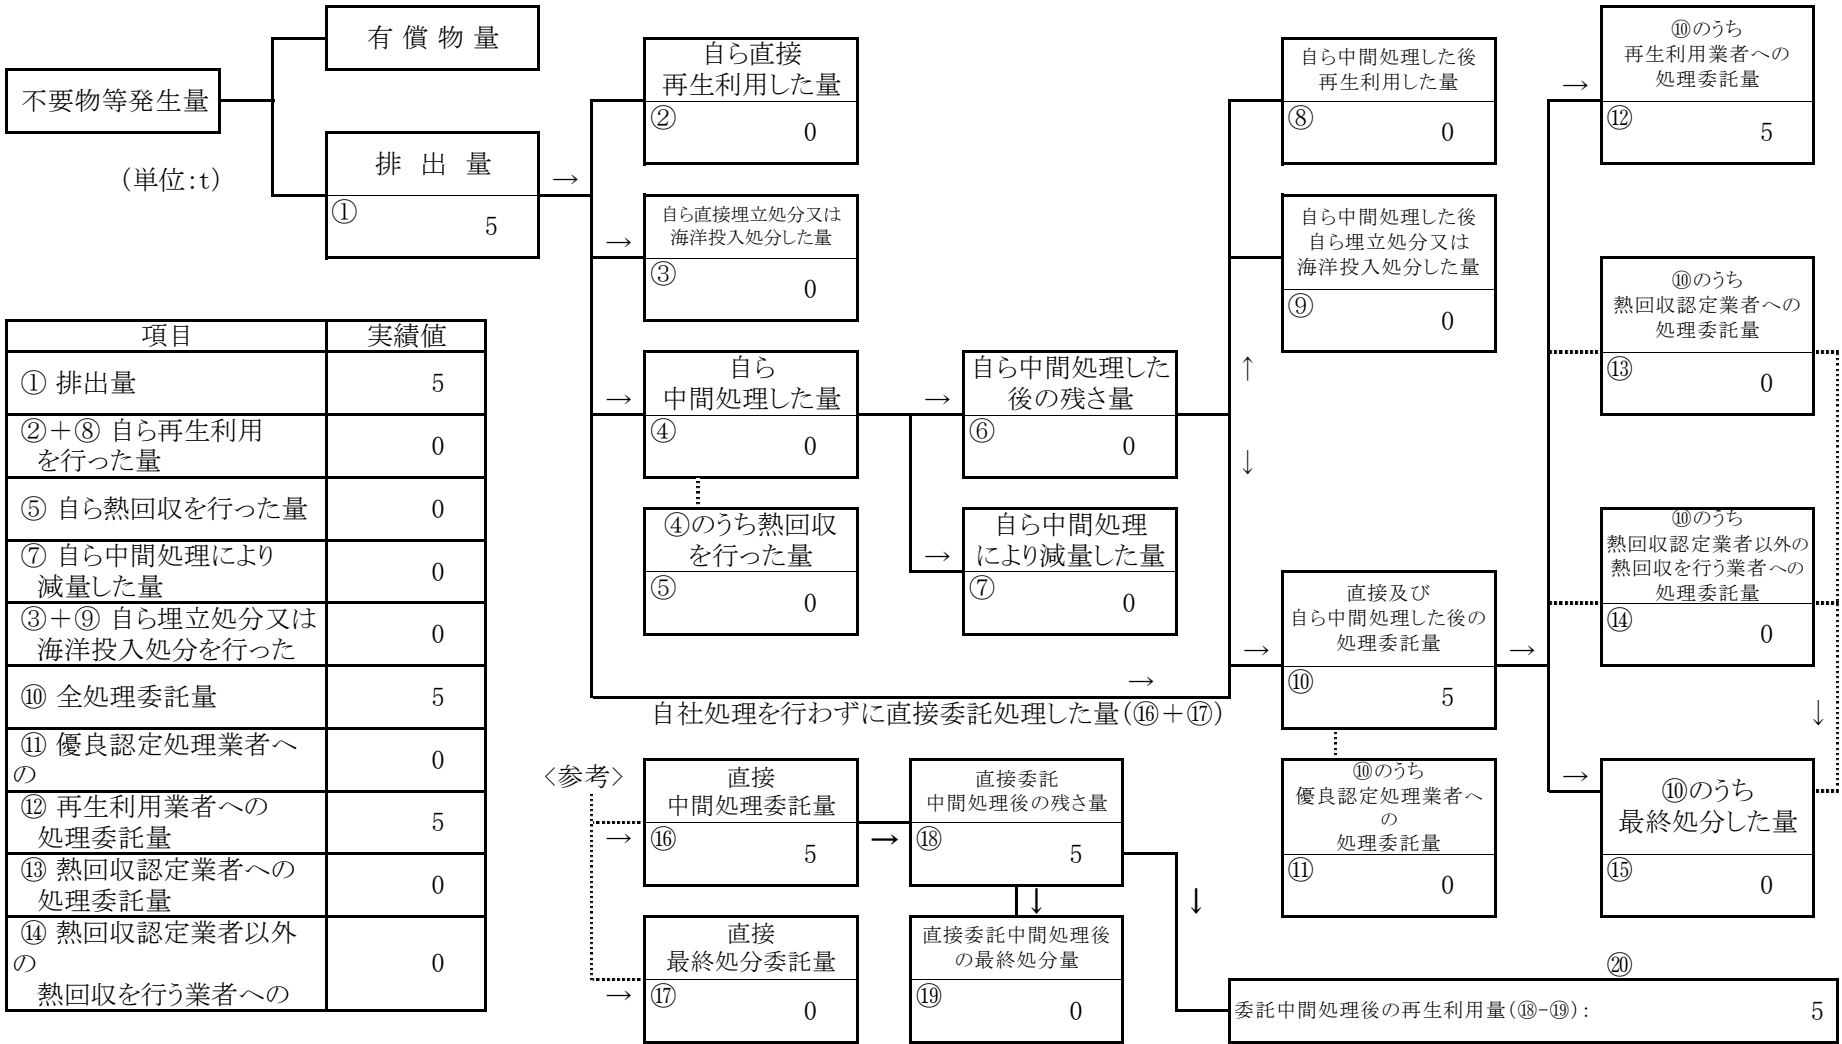 有 償 物 量
不要物等発生量
排 出 量
①
5
(単位:t)
→
自ら直接
再生利用した量
②
0
→
自ら直接埋立処分又は
海洋投入処分した量
③
0
→
自ら
中間処理した量
④
0
④のうち熱回収
を行った量
⑤
0
→
自ら中間処理した
後の残さ量
⑥
0
→
自ら中間処理
により減量した量
⑦
0
自ら中間処理した後
再生利用した量
⑧
0
自ら中間処理した後
自ら埋立処分又は
海洋投入処分した量
⑨
0
↑
↓
→
直接及び
自ら中間処理した後の
処理委託量
⑩
5
→
自社処理を行わずに直接委託処理した量(⑯+⑰)
⑩のうち
優良認定処理業者へ
の
処理委託量
⑪
0
→
→
⑩のうち
再生利用業者への
処理委託量
⑫
5
⑩のうち
熱回収認定業者への
処理委託量
⑬
0
⑩のうち
熱回収認定業者以外の
熱回収を行う業者への
処理委託量
⑭
0
↓
→
⑩のうち
最終処分した量
⑮
0
項目 実績値
① 排出量 5
②+⑧ 自ら再生利用
を行った量 0
⑤ 自ら熱回収を行った量 0
⑦ 自ら中間処理により
減量した量 0
③+⑨ 自ら埋立処分又は
海洋投入処分を行った 0
⑩ 全処理委託量 5
⑪ 優良認定処理業者へ
の 0
⑫ 再生利用業者への
処理委託量 5
⑬ 熱回収認定業者への
処理委託量 0
⑭ 熱回収認定業者以外
の 0
熱回収を行う業者への
<参考>
→
直接
中間処理委託量
⑯
5
→
直接委託
中間処理後の残さ量
⑱
5
→
直接
最終処分委託量
⑰
0
↓
直接委託中間処理後
の最終処分量
⑲
0
↓
⑳
委託中間処理後の再生利用量(⑱-⑲): 5